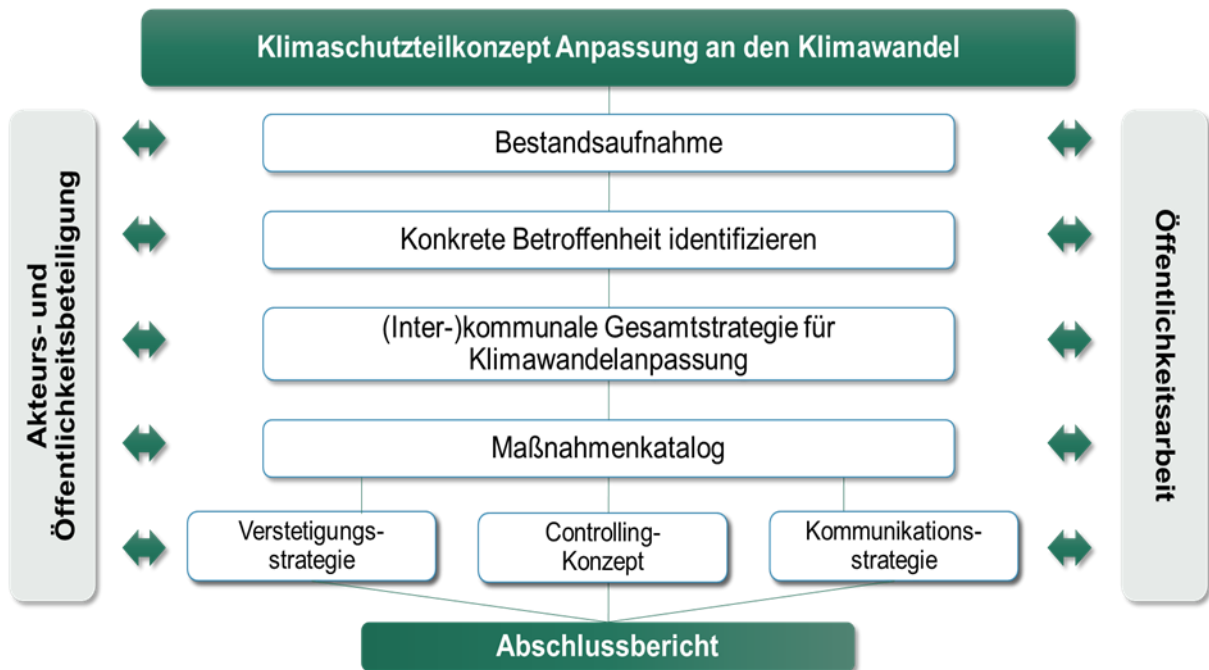 Klimaschutzteilkonzept Anpassung an den Klimawandel
Akteurs- und
Öffentlichkeitsbeteiligung
Bestandsaufnahme
Konkrete Betroffenheit identifizieren
(Inter-)kommunale Gesamtstrategie für
Klimawandelanpassung
Maßnahmenkatalog
Verstetigungs-
strategie
Controlling-
Konzept
Kommunikations-
strategie
Öffentlichkeitsarbeit
Abschlussbericht